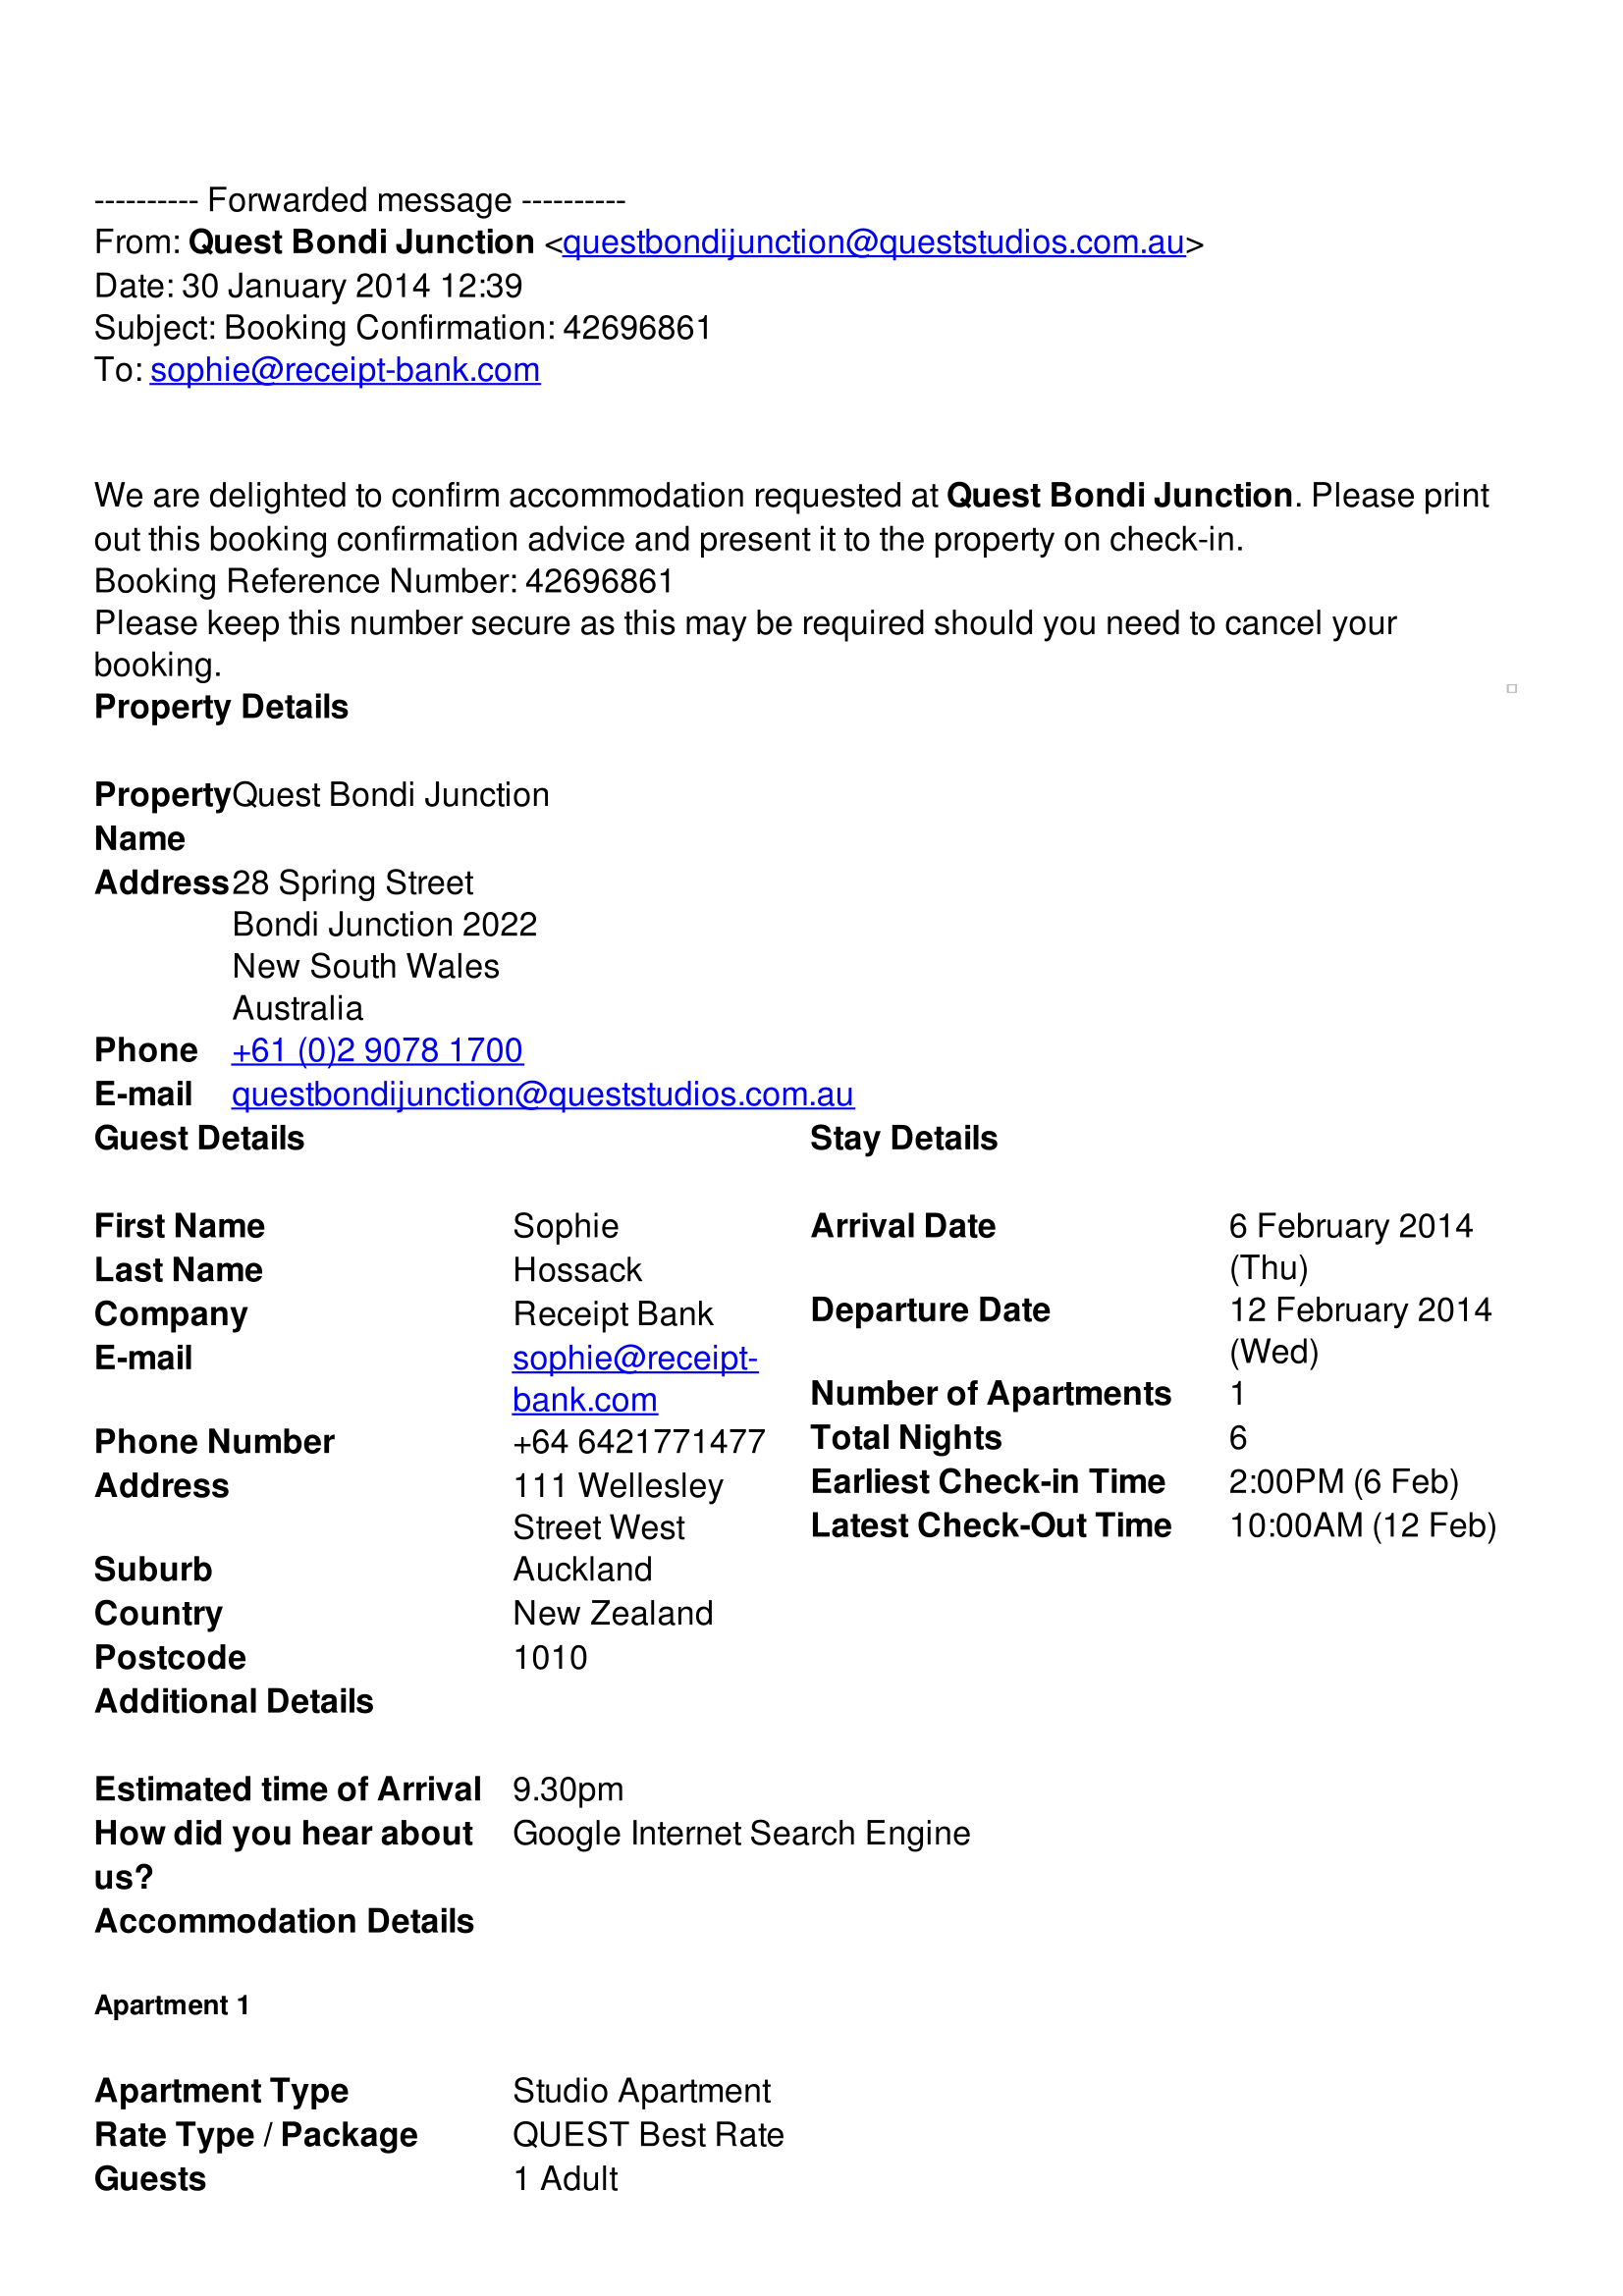 ---------- Forwarded message ----------
From: Quest Bondi Junction <questbondijunction@queststudios.com.au>
Date: 30 January 2014 12:39
Subject: Booking Confirmation: 42696861
To: sophie@receipt-bank.com
We are delighted to confirm accommodation requested at Quest Bondi Junction. Please print
out this booking confirmation advice and present it to the property on check-in.
Booking Reference Number: 42696861
Please keep this number secure as this may be required should you need to cancel your
booking.
Property Details
Property Quest Bondi Junction
Name
Address 28 Spring Street
Bondi Junction 2022
New South Wales
Australia
Phone +61 (0)2 9078 1700
E-mail questbondijunction@queststudios.com.au
Guest Details
First Name Sophie
Last Name Hossack
Company Receipt Bank
E-mail sophie@receipt-
bank.com
Phone Number +64 6421771477
Address 111 Wellesley
Street West
Suburb Auckland
Country New Zealand
Postcode 1010
Stay Details
Arrival Date 6 February 2014
(Thu)
Departure Date 12 February 2014
(Wed)
Number of Apartments 1
Total Nights 6
Earliest Check-in Time 2:00PM (6 Feb)
Latest Check-Out Time 10:00AM (12 Feb)
Additional Details
Estimated time of Arrival 9.30pm
How did you hear about Google Internet Search Engine
us?
Accommodation Details
Apartment 1
Apartment Type Studio Apartment
Rate Type / Package QUEST Best Rate
Guests 1 Adult